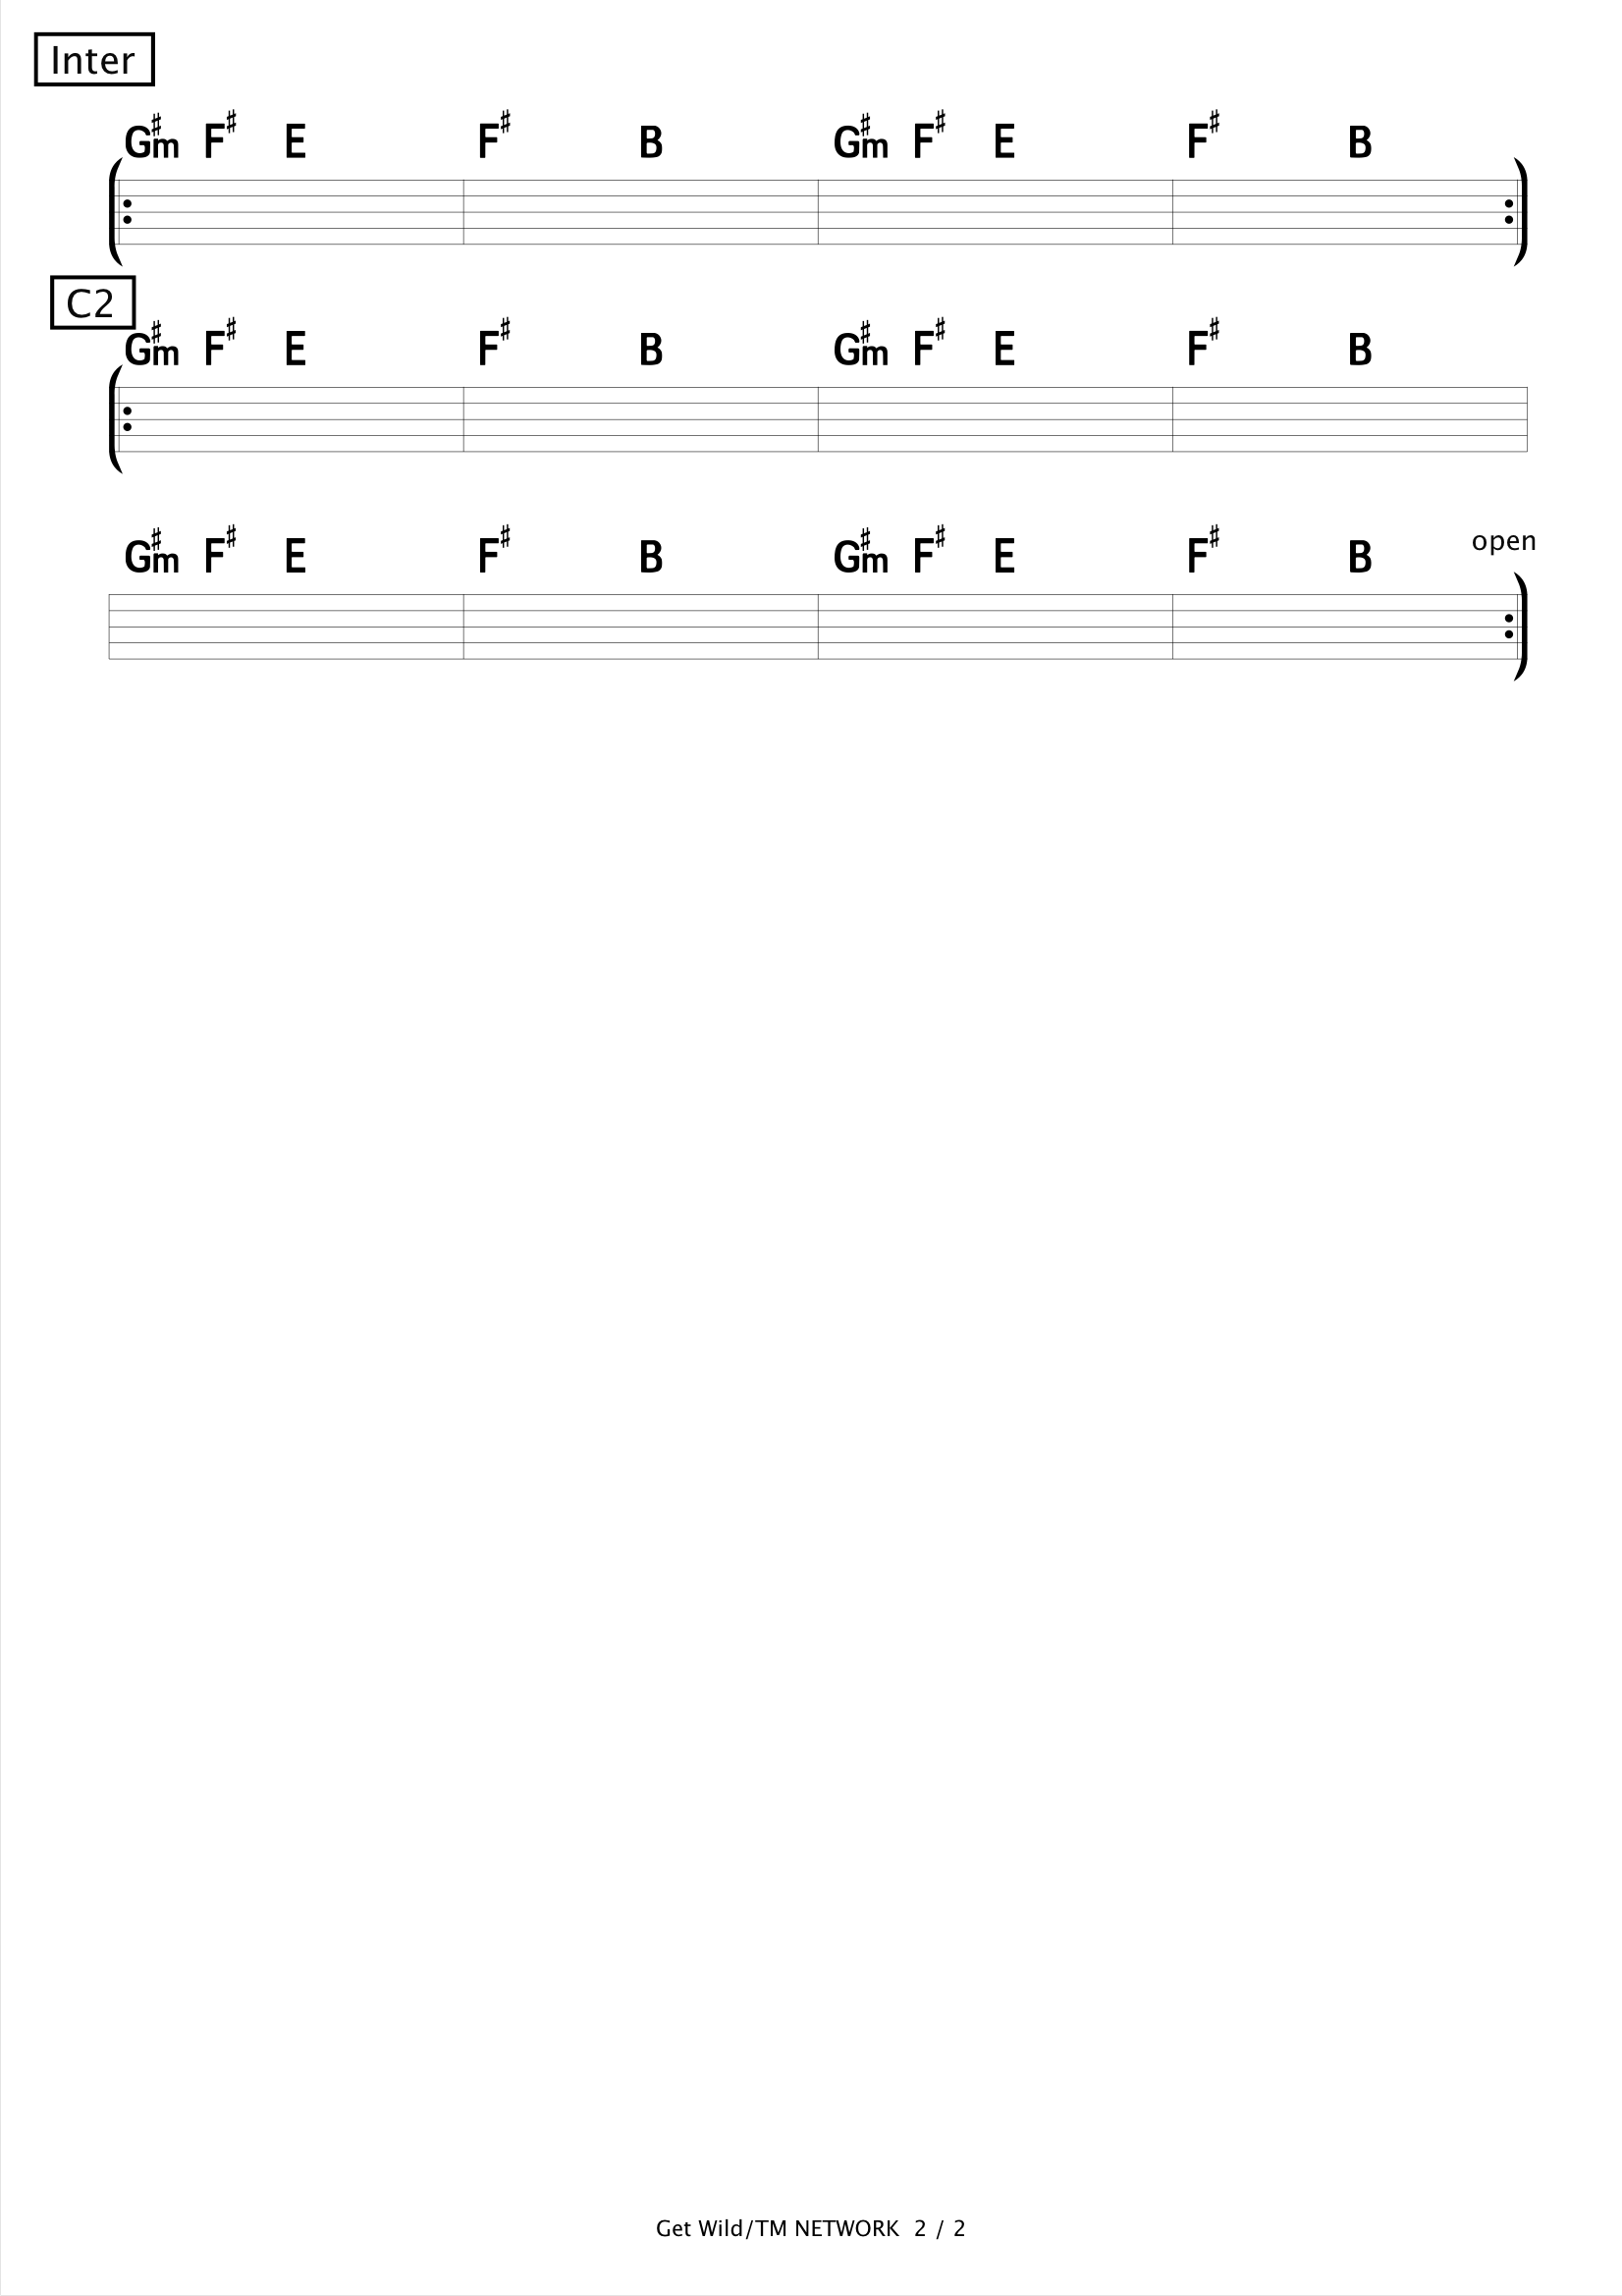 Inter
G♯m F♯ E F♯ B G♯m F♯ E F♯ B
C2
G♯m F♯ E F♯ B G♯m F♯ E F♯ B
open
G♯m F♯ E F♯ B G♯m F♯ E F♯ B
Get Wild/TM NETWORK 2 / 2